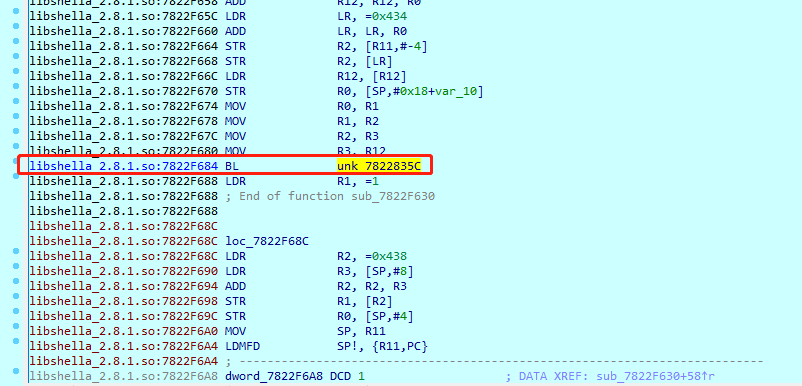 libshella_2.8.1.so:7822F658 ADD R12, R12, R0
libshella_2.8.1.so:7822F65C LDR LR, =0x434
libshella_2.8.1.so:7822F660 ADD LR, LR, R0
libshella_2.8.1.so:7822F664 STR R2, [R11,#-4]
libshella_2.8.1.so:7822F668 STR R2, [LR]
libshella_2.8.1.so:7822F66C LDR R12, [R12]
libshella_2.8.1.so:7822F670 STR R0, [SP,#0x18+var_10]
libshella_2.8.1.so:7822F674 MOV R0, R1
libshella_2.8.1.so:7822F678 MOV R1, R2
libshella_2.8.1.so:7822F67C MOV R2, R3
libshella_2.8.1.so:7822F680 MOV R3, R12
libshella_2.8.1.so:7822F684 BL unk_7822835C
libshella_2.8.1.so:7822F688 LDR R1, =1
libshella_2.8.1.so:7822F688 ; End of function sub_7822F630
libshella_2.8.1.so:7822F688
libshella_2.8.1.so:7822F68C
libshella_2.8.1.so:7822F68C loc_7822F68C
libshella_2.8.1.so:7822F68C LDR R2, =0x438
libshella_2.8.1.so:7822F690 LDR R3, [SP,#8]
libshella_2.8.1.so:7822F694 ADD R2, R2, R3
libshella_2.8.1.so:7822F698 STR R1, [R2]
libshella_2.8.1.so:7822F69C STR R0, [SP,#4]
libshella_2.8.1.so:7822F6A0 MOV SP, R11
libshella_2.8.1.so:7822F6A4 LDMFD SP!, {R11,PC}
libshella_2.8.1.so:7822F6A4 ; ---------------------------------------------------------------------------
libshella_2.8.1.so:7822F6A8 dword_7822F6A8 DCD 1 ; DATA XREF: sub_7822F630+58↑r